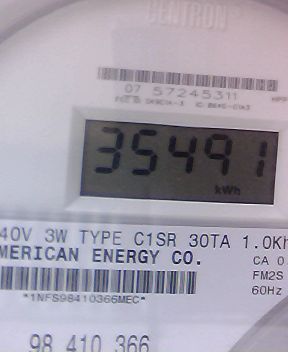 CENTRON
07 57245311
35491
kWh
40V 3W TYPE C1SR 30TA 1.0Kh
MERICAN ENERGY CO.
CA 0
FM2S
60Hz
*1NFS98410366MEC*
98 410 366